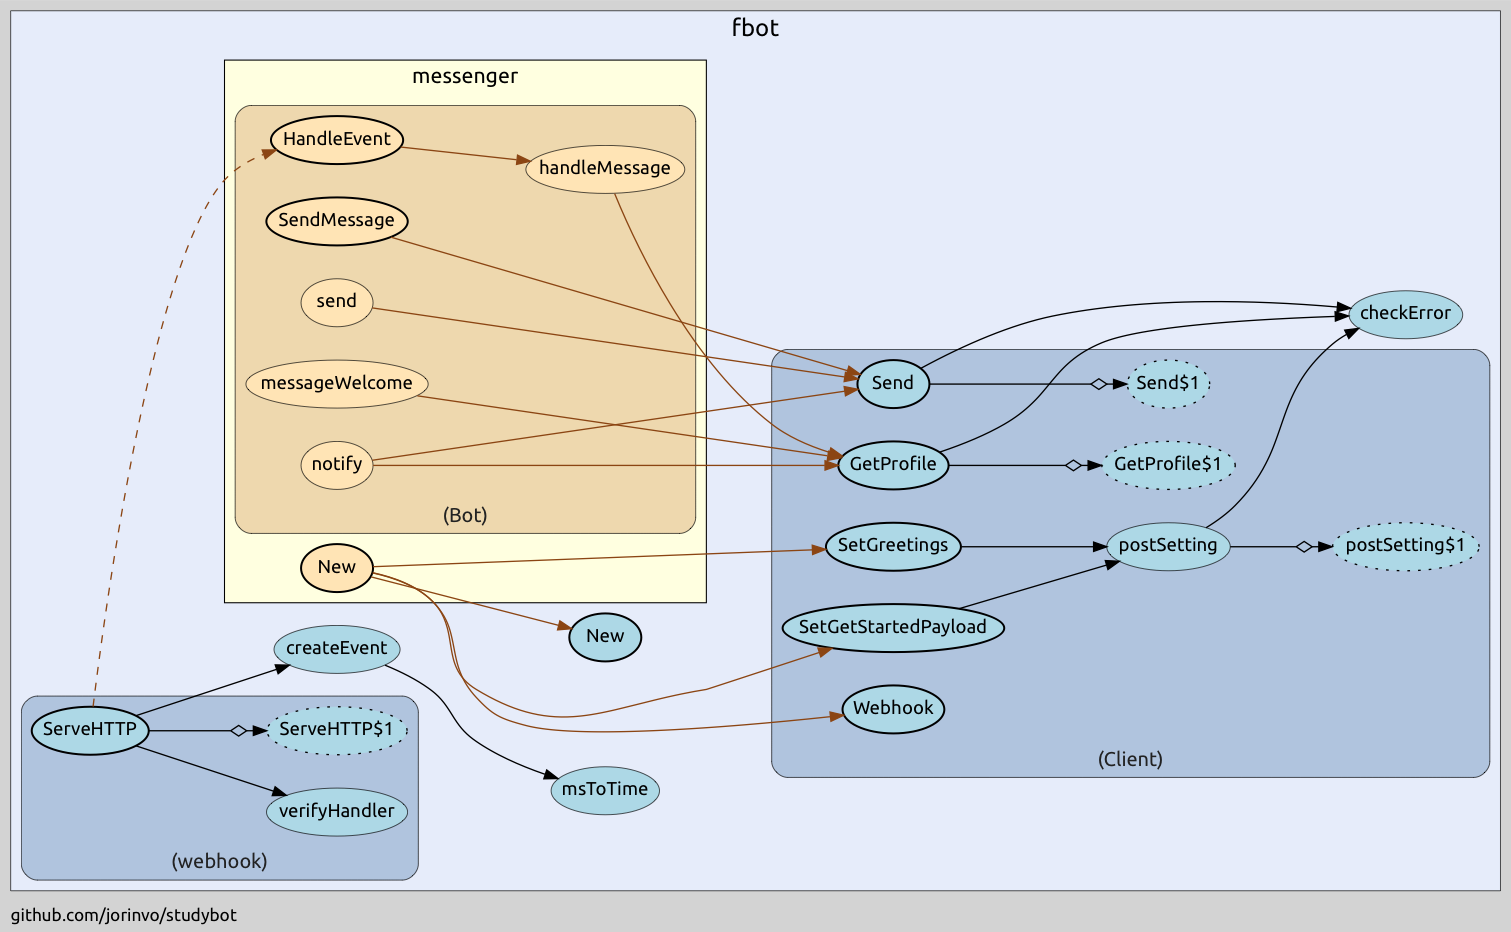 fbot
messenger
HandleEvent
handleMessage
SendMessage
send
messageWelcome
notify
(Bot)
New
New
checkError
Send
Send$1
GetProfile
GetProfile$1
SetGreetings
postSetting
postSetting$1
SetGetStartedPayload
Webhook
(Client)
createEvent
ServeHTTP
ServeHTTP$1
msToTime
verifyHandler
(webhook)
github.com/jorinvo/studybot